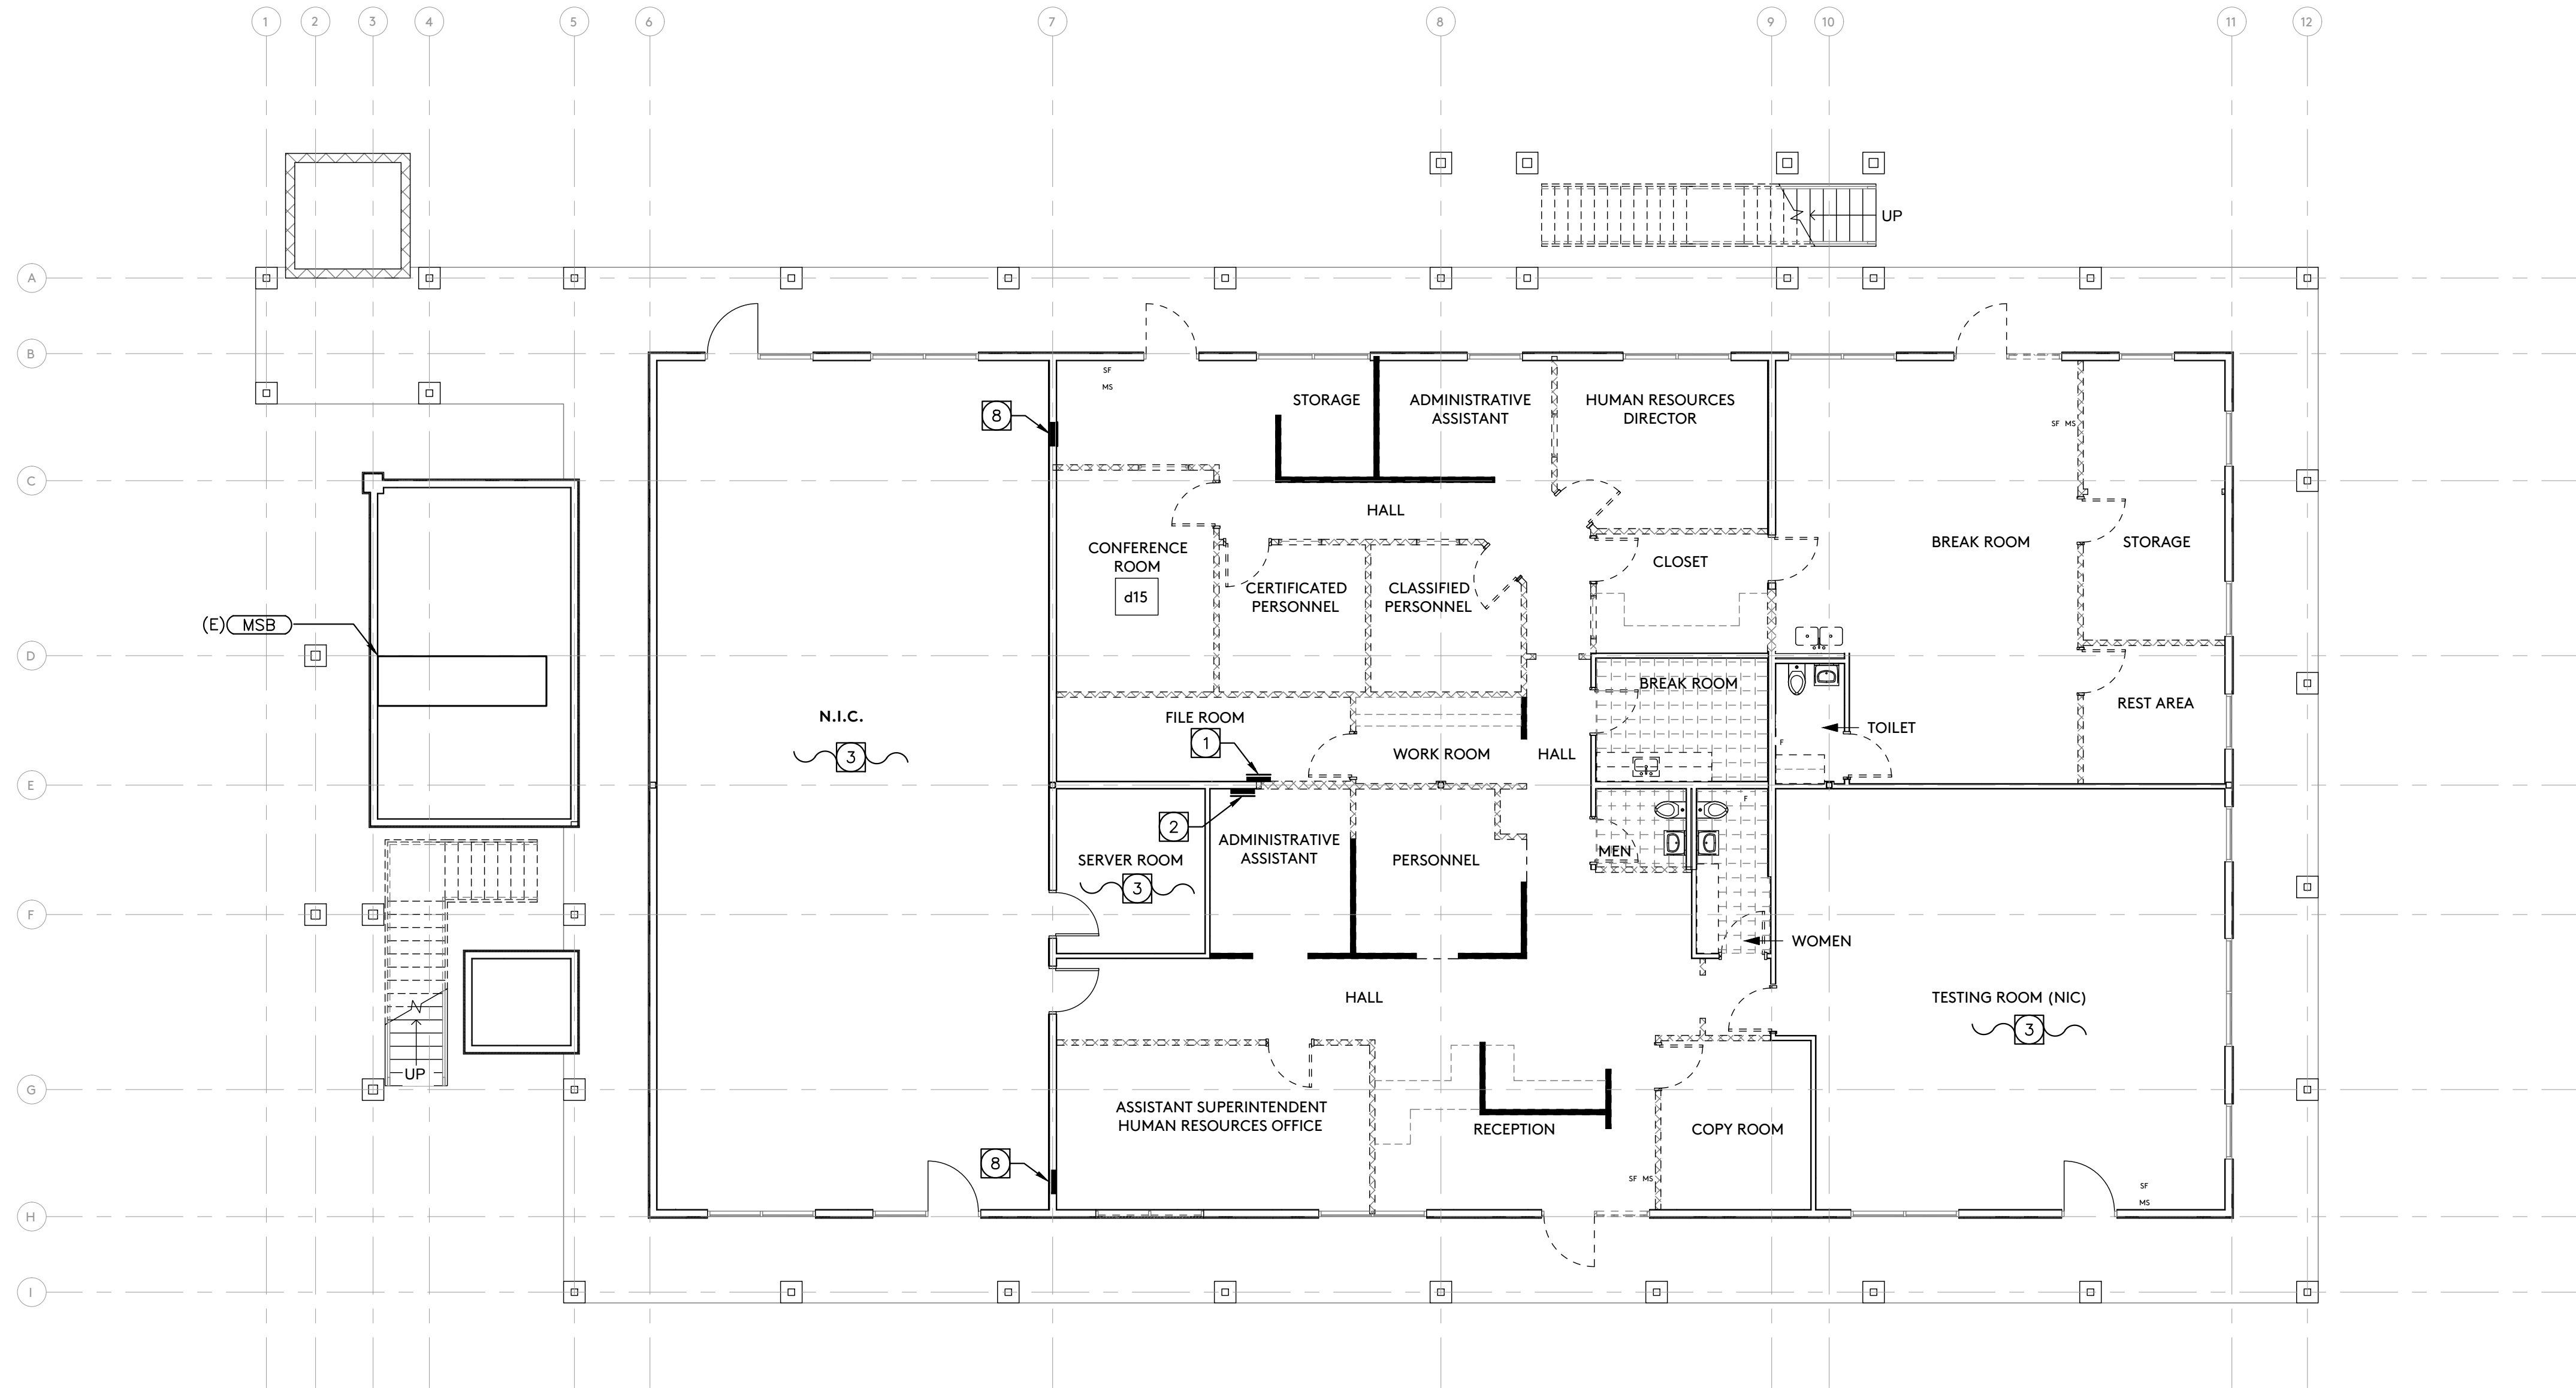 1 2 3 4 5 6 7 8 9 10 11 12
UP
A
B
SF
MS
STORAGE
ADMINISTRATIVE
ASSISTANT
HUMAN RESOURCES
DIRECTOR
8
SF MS
C
HALL
CONFERENCE
ROOM
d15
CERTIFICATED
PERSONNEL
CLASSIFIED
PERSONNEL
CLOSET
BREAK ROOM
STORAGE
(E) MSB
D
BREAK ROOM
REST AREA
N.I.C.
3
FILE ROOM
1
WORK ROOM
HALL
TOILET
F
E
2
F
SERVER ROOM
3
ADMINISTRATIVE
ASSISTANT
PERSONNEL
MEN
F
WOMEN
HALL
TESTING ROOM (NIC)
3
UP
G
ASSISTANT SUPERINTENDENT
HUMAN RESOURCES OFFICE
RECEPTION
COPY ROOM
8
SF MS
SF
MS
H
I